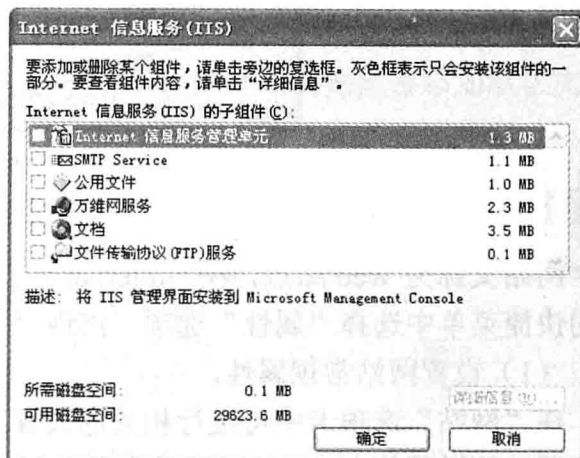 Internet 信息服务(IIS)
要添加或删除某个组件，请单击旁边的复选框。灰色框表示只会安装该组件的一
部分。要查看组件内容，请单击“详细信息”。
Internet 信息服务(IIS) 的子组件(C):
Internet 信息服务管理单元 1.3 MB
SMTP Service 1.1 MB
公用文件 1.0 MB
万维网服务 2.3 MB
文档 3.5 MB
文件传输协议(FTP)服务 0.1 MB
描述: 将 IIS 管理界面安装到 Microsoft Management Console
所需磁盘空间: 0.1 MB
详细信息(D)...
可用磁盘空间: 29623.6 MB
确定 取消